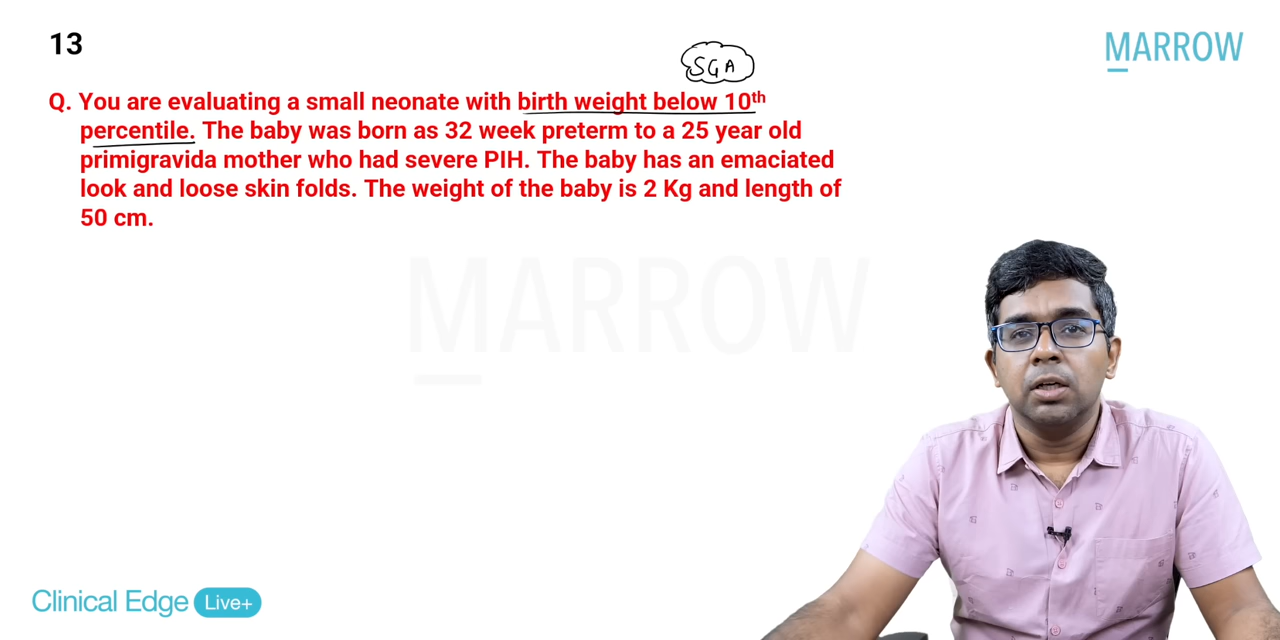 13
MARROW
SGA
Q. You are evaluating a small neonate with birth weight below 10th
percentile. The baby was born as 32 week preterm to a 25 year old
primigravida mother who had severe PIH. The baby has an emaciated
look and loose skin folds. The weight of the baby is 2 Kg and length of
50 cm.
MARROW
Clinical Edge Live+